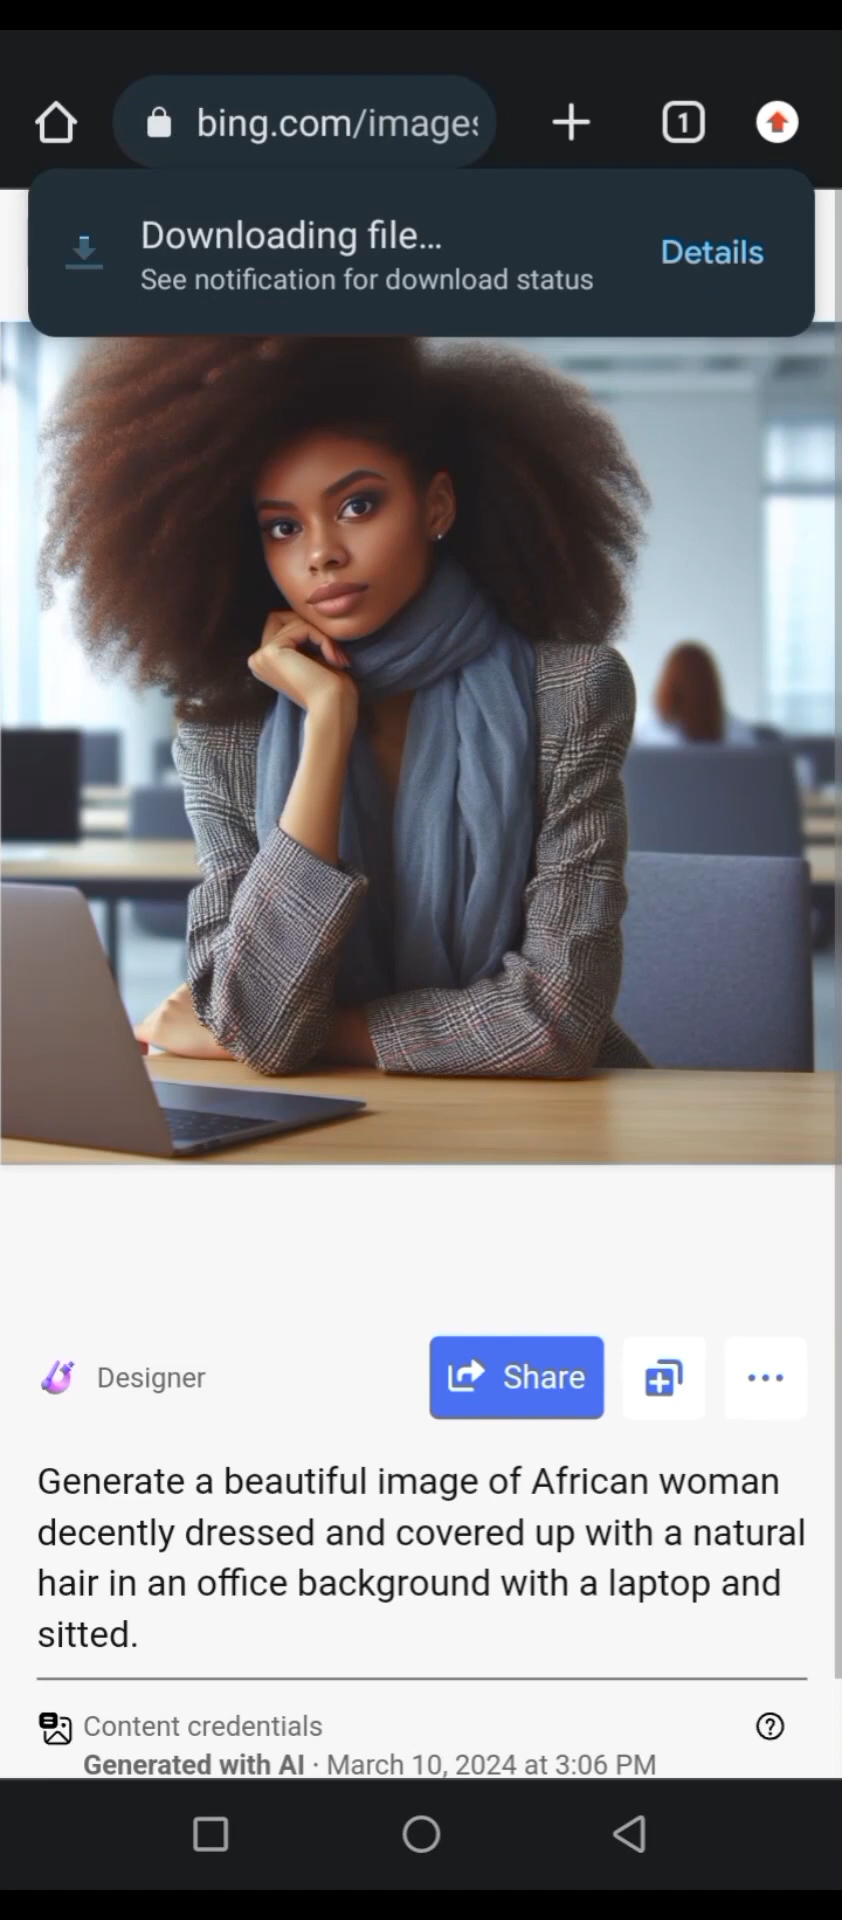 bing.com/images
1
Downloading file...
Details
See notification for download status
Designer
Share
Generate a beautiful image of African woman
decently dressed and covered up with a natural
hair in an office background with a laptop and
sitted.
Content credentials
Generated with AI · March 10, 2024 at 3:06 PM